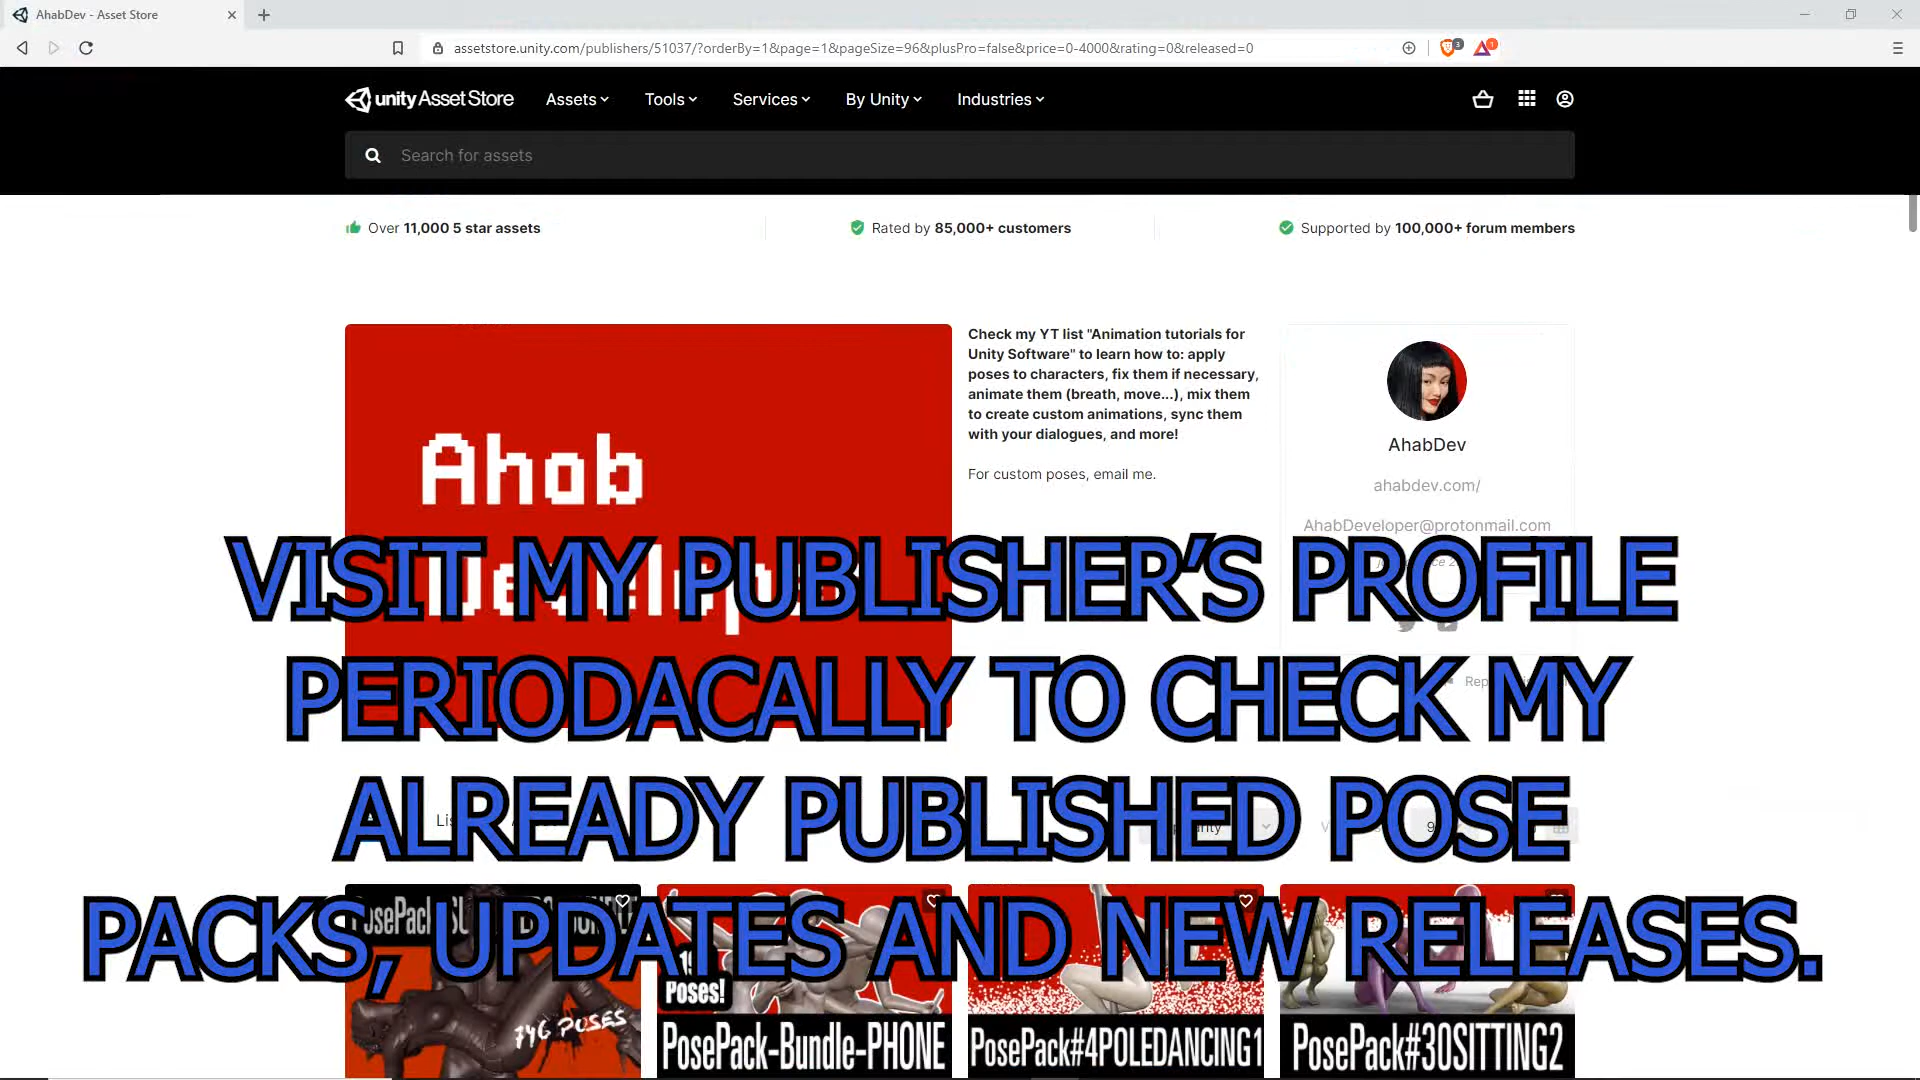 AhabDev - Asset Store
assetstore.unity.com/publishers/51037/?orderBy=1&page=1&pageSize=96&plusPro=false&price=0-4000&rating=0&released=0
3
1
unity Asset Store
Assets
Tools
Services
By Unity
Industries
Search for assets
Over 11,000 5 star assets
Rated by 85,000+ customers
Supported by 100,000+ forum members
Ahab
Check my YT list "Animation tutorials for
Unity Software" to learn how to: apply
poses to characters, fix them if necessary,
animate them (breath, move...), mix them
to create custom animations, sync them
with your dialogues, and more!
For custom poses, email me.
AhabDev
ahabdev.com/
AhabDeveloper@protonmail.com
VISIT MY PUBLISHER’S PROFILE
PERIODACALLY TO CHECK MY
ALREADY PUBLISHED POSE
PACKS, UPDATES AND NEW RELEASES.
Poses!
746 POSES
PosePack-Bundle-PHONE
PosePack#4POLEDANCING1
PosePack#30SITTING2